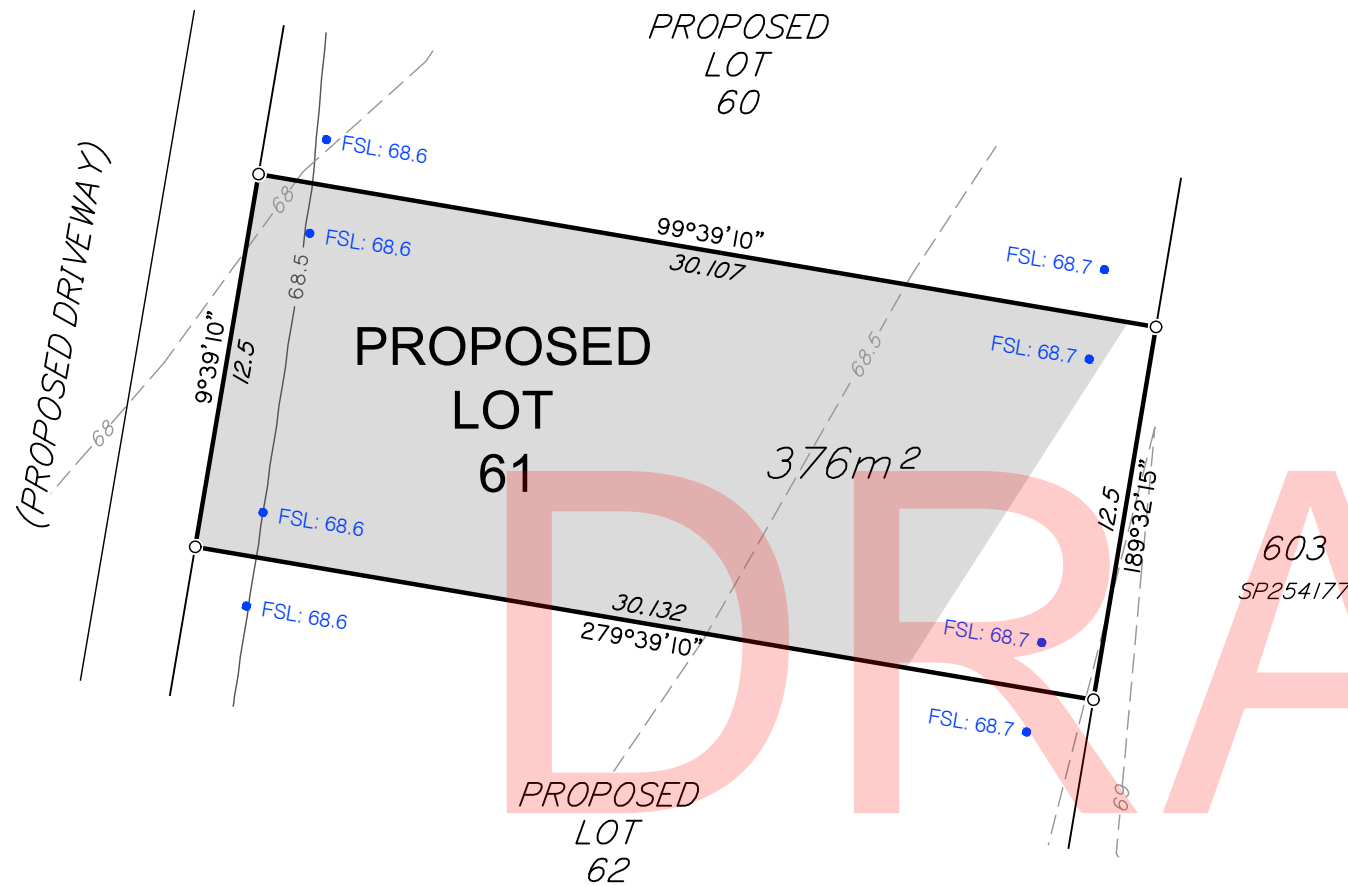 PROPOSED
LOT
60
(PROPOSED DRIVEWAY)
FSL: 68.6
68
FSL: 68.6
99°39'10"
30.107
FSL: 68.7
68.5
FSL: 68.7
68.5
9°39'10"
12.5
PROPOSED
LOT
61
68
376m²
12.5
189°32'15"
603
SP254177
FSL: 68.6
FSL: 68.6
30.132
279°39'10"
FSL: 68.7
FSL: 68.7
69
PROPOSED
LOT
62
DRA